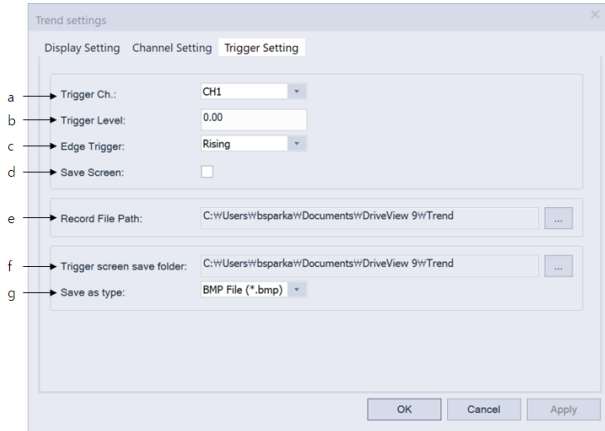 Trend settings
Display Setting Channel Setting Trigger Setting
a Trigger Ch.: CH1
b Trigger Level: 0.00
c Edge Trigger: Rising
d Save Screen:
e Record File Path: C:₩Users₩bsparka₩Documents₩DriveView 9₩Trend ...
f Trigger screen save folder: C:₩Users₩bsparka₩Documents₩DriveView 9₩Trend ...
g Save as type: BMP File (*.bmp)
OK Cancel Apply